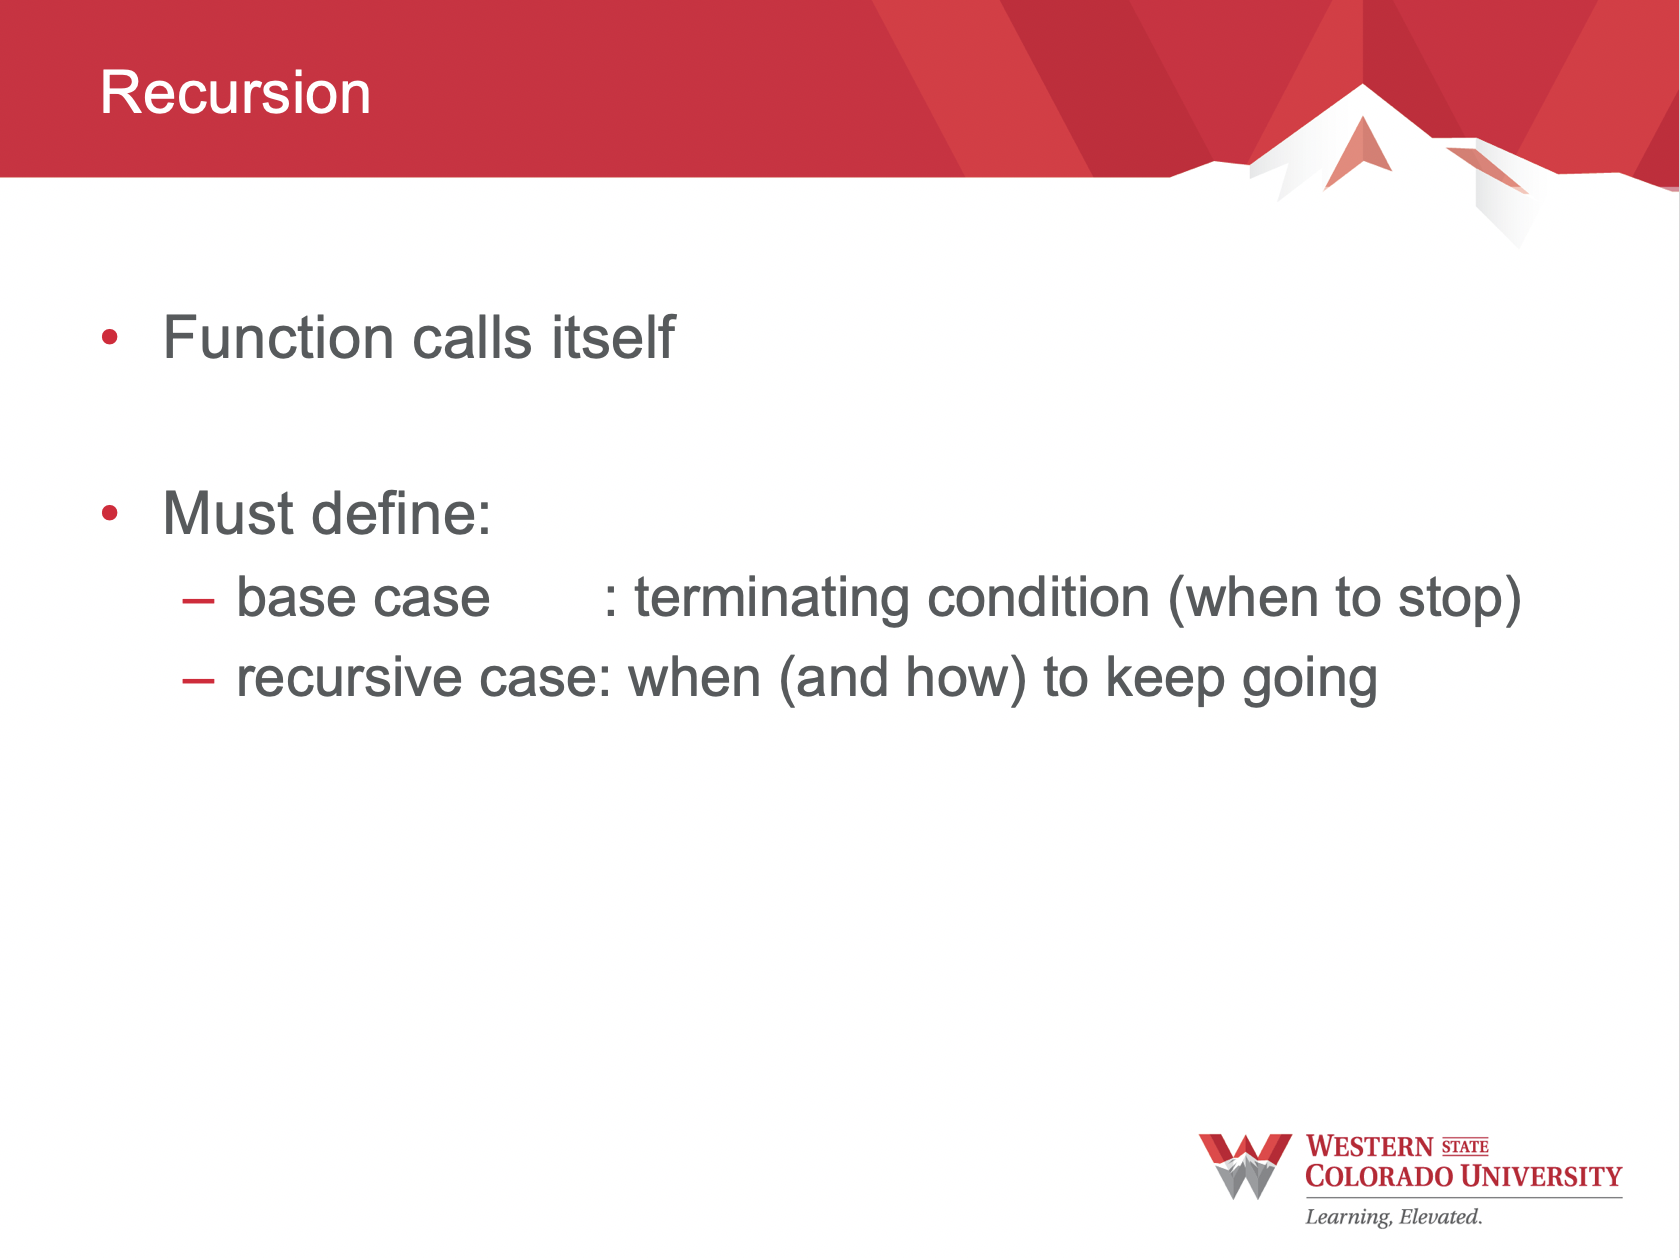 Recursion
• Function calls itself
• Must define:
– base case : terminating condition (when to stop)
– recursive case: when (and how) to keep going
WESTERN STATE
COLORADO UNIVERSITY
Learning, Elevated.